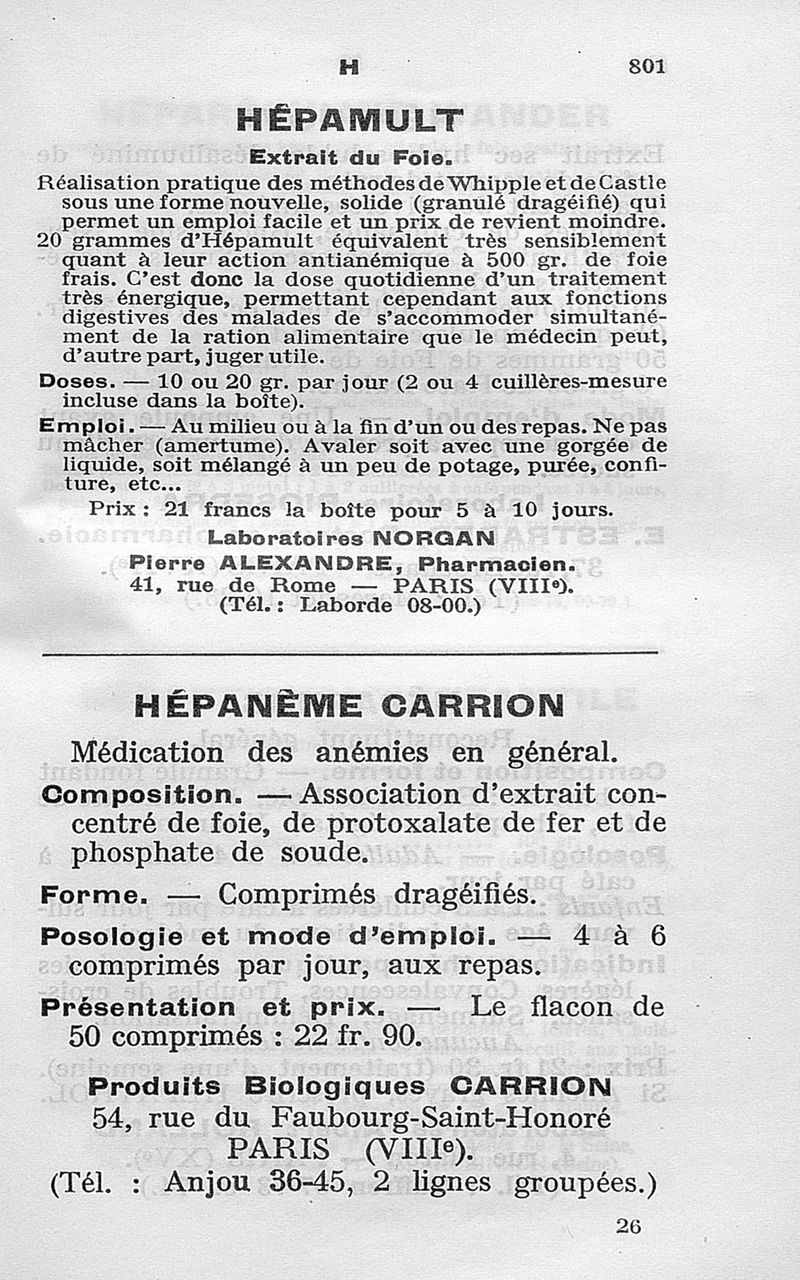 H 801
HÉPAMULT
Extrait du Foie.
Réalisation pratique des méthodes de Whipple et de Castle
sous une forme nouvelle, solide (granulé dragéifié) qui
permet un emploi facile et un prix de revient moindre.
20 grammes d'Hépamult équivalent très sensiblement
quant à leur action antianémique à 500 gr. de foie
frais. C'est donc la dose quotidienne d'un traitement
très énergique, permettant cependant aux fonctions
digestives des malades de s'accommoder simultané-
ment de la ration alimentaire que le médecin peut,
d'autre part, juger utile.
Doses. — 10 ou 20 gr. par jour (2 ou 4 cuillères-mesure
incluse dans la boîte).
Emploi. — Au milieu ou à la fin d'un ou des repas. Ne pas
mâcher (amertume). Avaler soit avec une gorgée de
liquide, soit mélangé à un peu de potage, purée, confi-
ture, etc...
Prix : 21 francs la boîte pour 5 à 10 jours.
Laboratoires NORGAN
Pierre ALEXANDRE, Pharmacien.
41, rue de Rome — PARIS (VIIIe).
(Tél. : Laborde 08-00.)
HÉPANÈME CARRION
Médication des anémies en général.
Composition. — Association d'extrait con-
centré de foie, de protoxalate de fer et de
phosphate de soude.
Forme. — Comprimés dragéifiés.
Posologie et mode d'emploi. — 4 à 6
comprimés par jour, aux repas.
Présentation et prix. — Le flacon de
50 comprimés : 22 fr. 90.
Produits Biologiques CARRION
54, rue du Faubourg-Saint-Honoré
PARIS (VIIIe).
(Tél. : Anjou 36-45, 2 lignes groupées.)
26